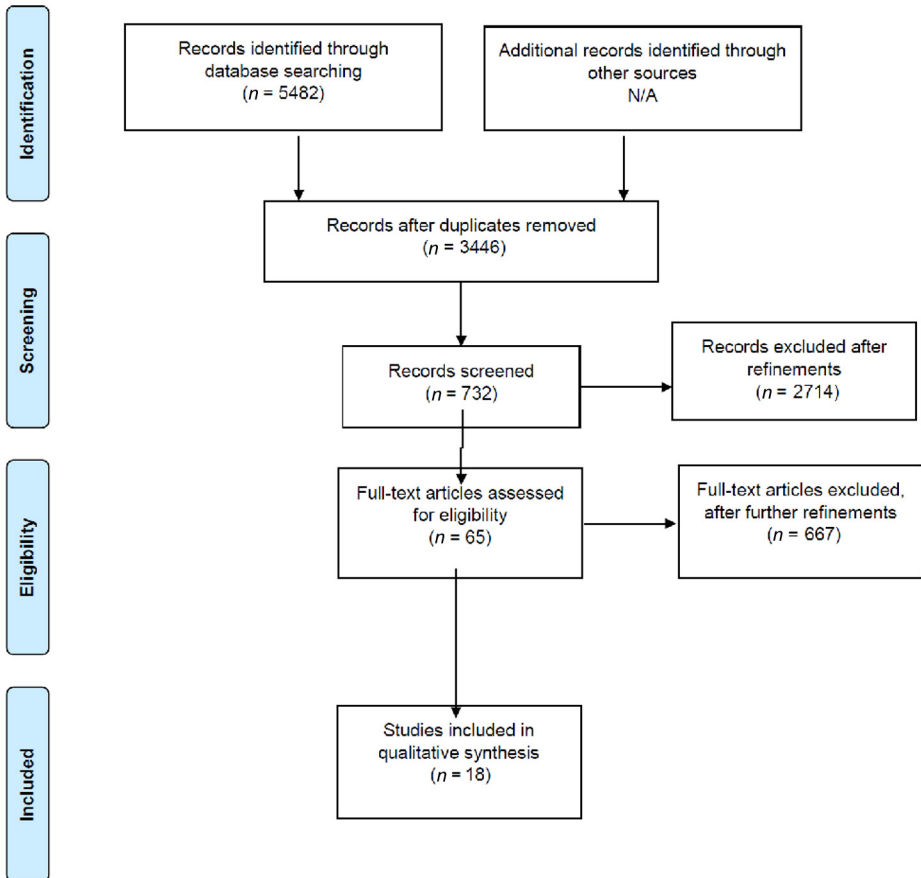 Identification
Records identified through
database searching
(n = 5482)
Additional records identified through
other sources
N/A
Records after duplicates removed
(n = 3446)
Screening
Records screened
(n = 732)
Records excluded after
refinements
(n = 2714)
Eligibility
Full-text articles assessed
for eligibility
(n = 65)
Full-text articles excluded,
after further refinements
(n = 667)
Included
Studies included in
qualitative synthesis
(n = 18)